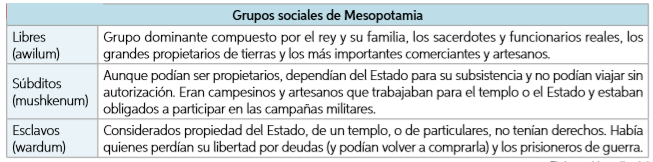 Grupos sociales de Mesopotamia
Libres
(awilum)
Grupo dominante compuesto por el rey y su familia, los sacerdotes y funcionarios reales, los
grandes propietarios de tierras y los más importantes comerciantes y artesanos.
Súbditos
(mushkenum)
Aunque podían ser propietarios, dependían del Estado para su subsistencia y no podían viajar sin
autorización. Eran campesinos y artesanos que trabajaban para el templo o el Estado y estaban
obligados a participar en las campañas militares.
Esclavos
(wardum)
Considerados propiedad del Estado, de un templo, o de particulares, no tenían derechos. Había
quienes perdían su libertad por deudas (y podían volver a comprarla) y los prisioneros de guerra.